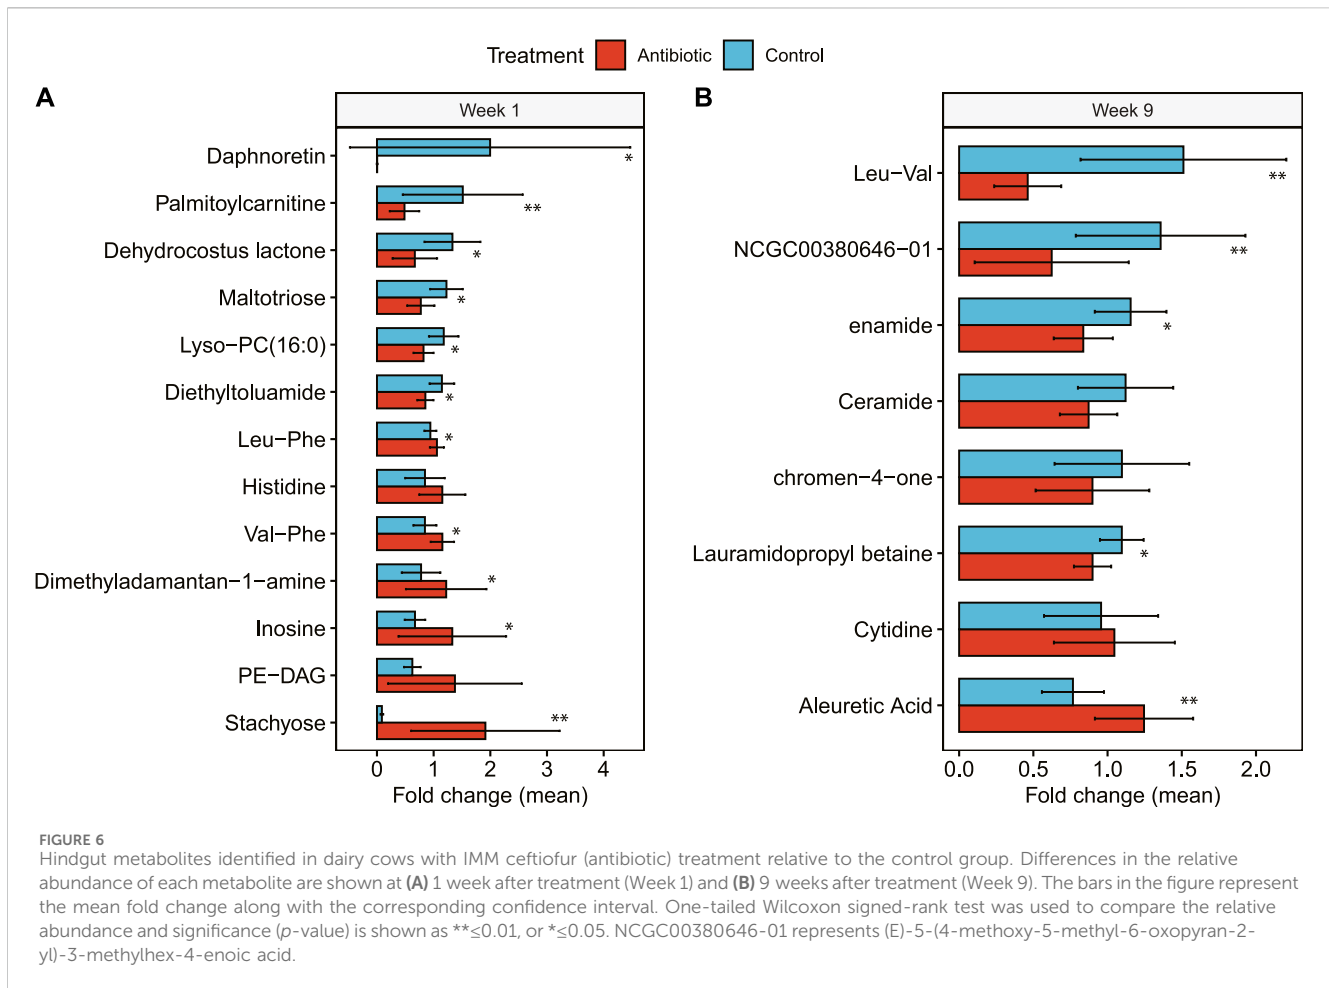 Treatment Antibiotic Control
A
Week 1
Daphnoretin
*
Palmitoylcarnitine
**
Dehydrocostus lactone
*
Maltotriose
*
Lyso−PC(16:0)
*
Diethyltoluamide
*
Leu−Phe
*
Histidine
Val−Phe
*
Dimethyladamantan−1−amine
*
Inosine
*
PE−DAG
Stachyose
**
0 1 2 3 4
Fold change (mean)
B
Week 9
Leu−Val
**
NCGC00380646−01
**
enamide
*
Ceramide
chromen−4−one
Lauramidopropyl betaine
*
Cytidine
Aleuretic Acid
**
0.0 0.5 1.0 1.5 2.0
Fold change (mean)
FIGURE 6
Hindgut metabolites identified in dairy cows with IMM ceftiofur (antibiotic) treatment relative to the control group. Differences in the relative
abundance of each metabolite are shown at (A) 1 week after treatment (Week 1) and (B) 9 weeks after treatment (Week 9). The bars in the figure represent
the mean fold change along with the corresponding confidence interval. One-tailed Wilcoxon signed-rank test was used to compare the relative
abundance and significance (p-value) is shown as **≤0.01, or *≤0.05. NCGC00380646-01 represents (E)-5-(4-methoxy-5-methyl-6-oxopyran-2-
yl)-3-methylhex-4-enoic acid.